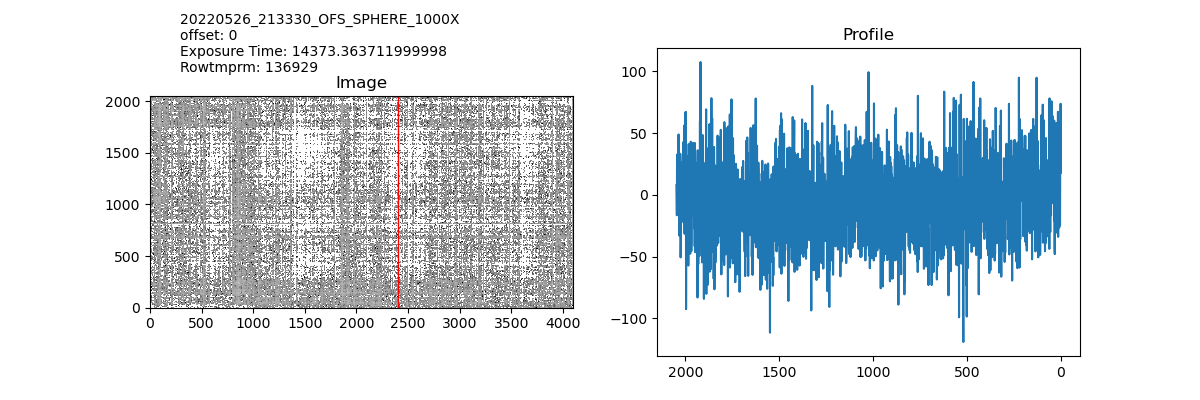 20220526_213330_OFS_SPHERE_1000X
offset: 0
Exposure Time: 14373.363711999998
Rowtmprm: 136929
Image
2000
1500
1000
500
0
0 500 1000 1500 2000 2500 3000 3500 4000
Profile
100
50
0
−50
−100
2000 1500 1000 500 0